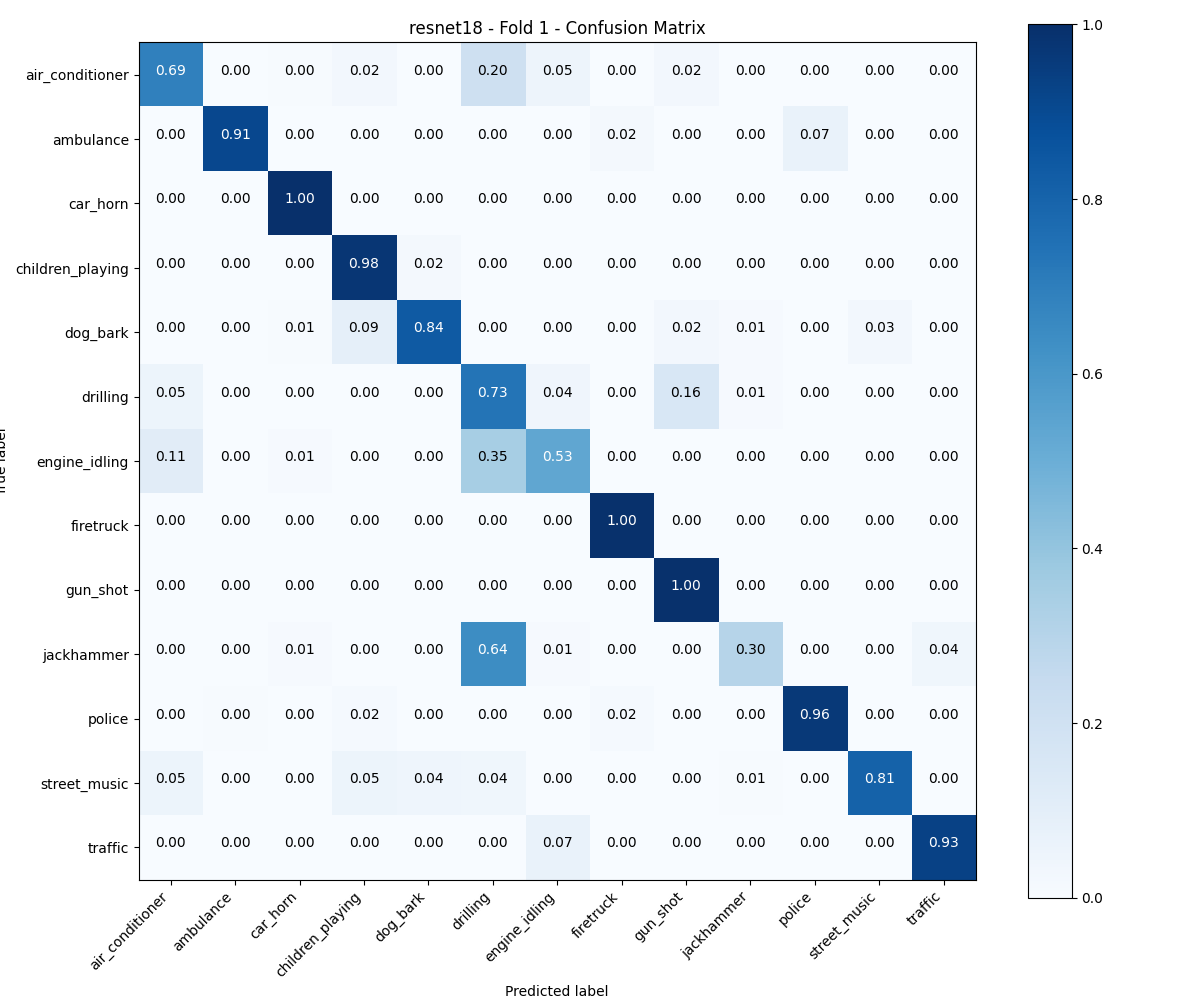 resnet18 - Fold 1 - Confusion Matrix
air_conditioner 0.69 0.00 0.00 0.02 0.00 0.20 0.05 0.00 0.02 0.00 0.00 0.00 0.00
ambulance 0.00 0.91 0.00 0.00 0.00 0.00 0.00 0.02 0.00 0.00 0.07 0.00 0.00
car_horn 0.00 0.00 1.00 0.00 0.00 0.00 0.00 0.00 0.00 0.00 0.00 0.00 0.00
children_playing 0.00 0.00 0.00 0.98 0.02 0.00 0.00 0.00 0.00 0.00 0.00 0.00 0.00
dog_bark 0.00 0.00 0.01 0.09 0.84 0.00 0.00 0.00 0.02 0.01 0.00 0.03 0.00
drilling 0.05 0.00 0.00 0.00 0.00 0.73 0.04 0.00 0.16 0.01 0.00 0.00 0.00
engine_idling 0.11 0.00 0.01 0.00 0.00 0.35 0.53 0.00 0.00 0.00 0.00 0.00 0.00
firetruck 0.00 0.00 0.00 0.00 0.00 0.00 0.00 1.00 0.00 0.00 0.00 0.00 0.00
gun_shot 0.00 0.00 0.00 0.00 0.00 0.00 0.00 0.00 1.00 0.00 0.00 0.00 0.00
jackhammer 0.00 0.00 0.01 0.00 0.00 0.64 0.01 0.00 0.00 0.30 0.00 0.00 0.04
police 0.00 0.00 0.00 0.02 0.00 0.00 0.00 0.02 0.00 0.00 0.96 0.00 0.00
street_music 0.05 0.00 0.00 0.05 0.04 0.04 0.00 0.00 0.00 0.01 0.00 0.81 0.00
traffic 0.00 0.00 0.00 0.00 0.00 0.00 0.07 0.00 0.00 0.00 0.00 0.00 0.93
air_conditioner
ambulance
car_horn
children_playing
dog_bark
drilling
engine_idling
firetruck
gun_shot
jackhammer
police
street_music
traffic
Predicted label
1.0
0.8
0.6
0.4
0.2
0.0